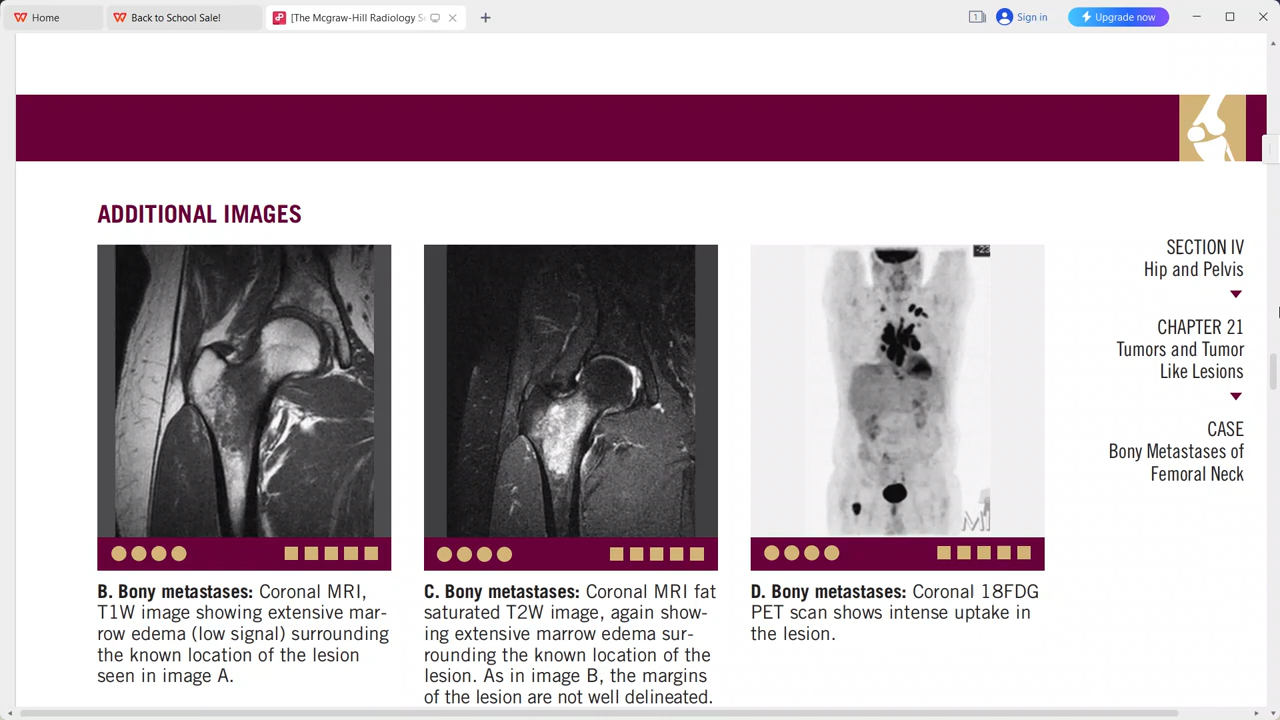 Home
Back to School Sale!
[The Mcgraw-Hill Radiology S
1
Sign in
Upgrade now
ADDITIONAL IMAGES
SECTION IV
Hip and Pelvis
CHAPTER 21
Tumors and Tumor
Like Lesions
CASE
Bony Metastases of
Femoral Neck
B. Bony metastases: Coronal MRI,
T1W image showing extensive mar-
row edema (low signal) surrounding
the known location of the lesion
seen in image A.
C. Bony metastases: Coronal MRI fat
saturated T2W image, again show-
ing extensive marrow edema sur-
rounding the known location of the
lesion. As in image B, the margins
of the lesion are not well delineated.
D. Bony metastases: Coronal 18FDG
PET scan shows intense uptake in
the lesion.